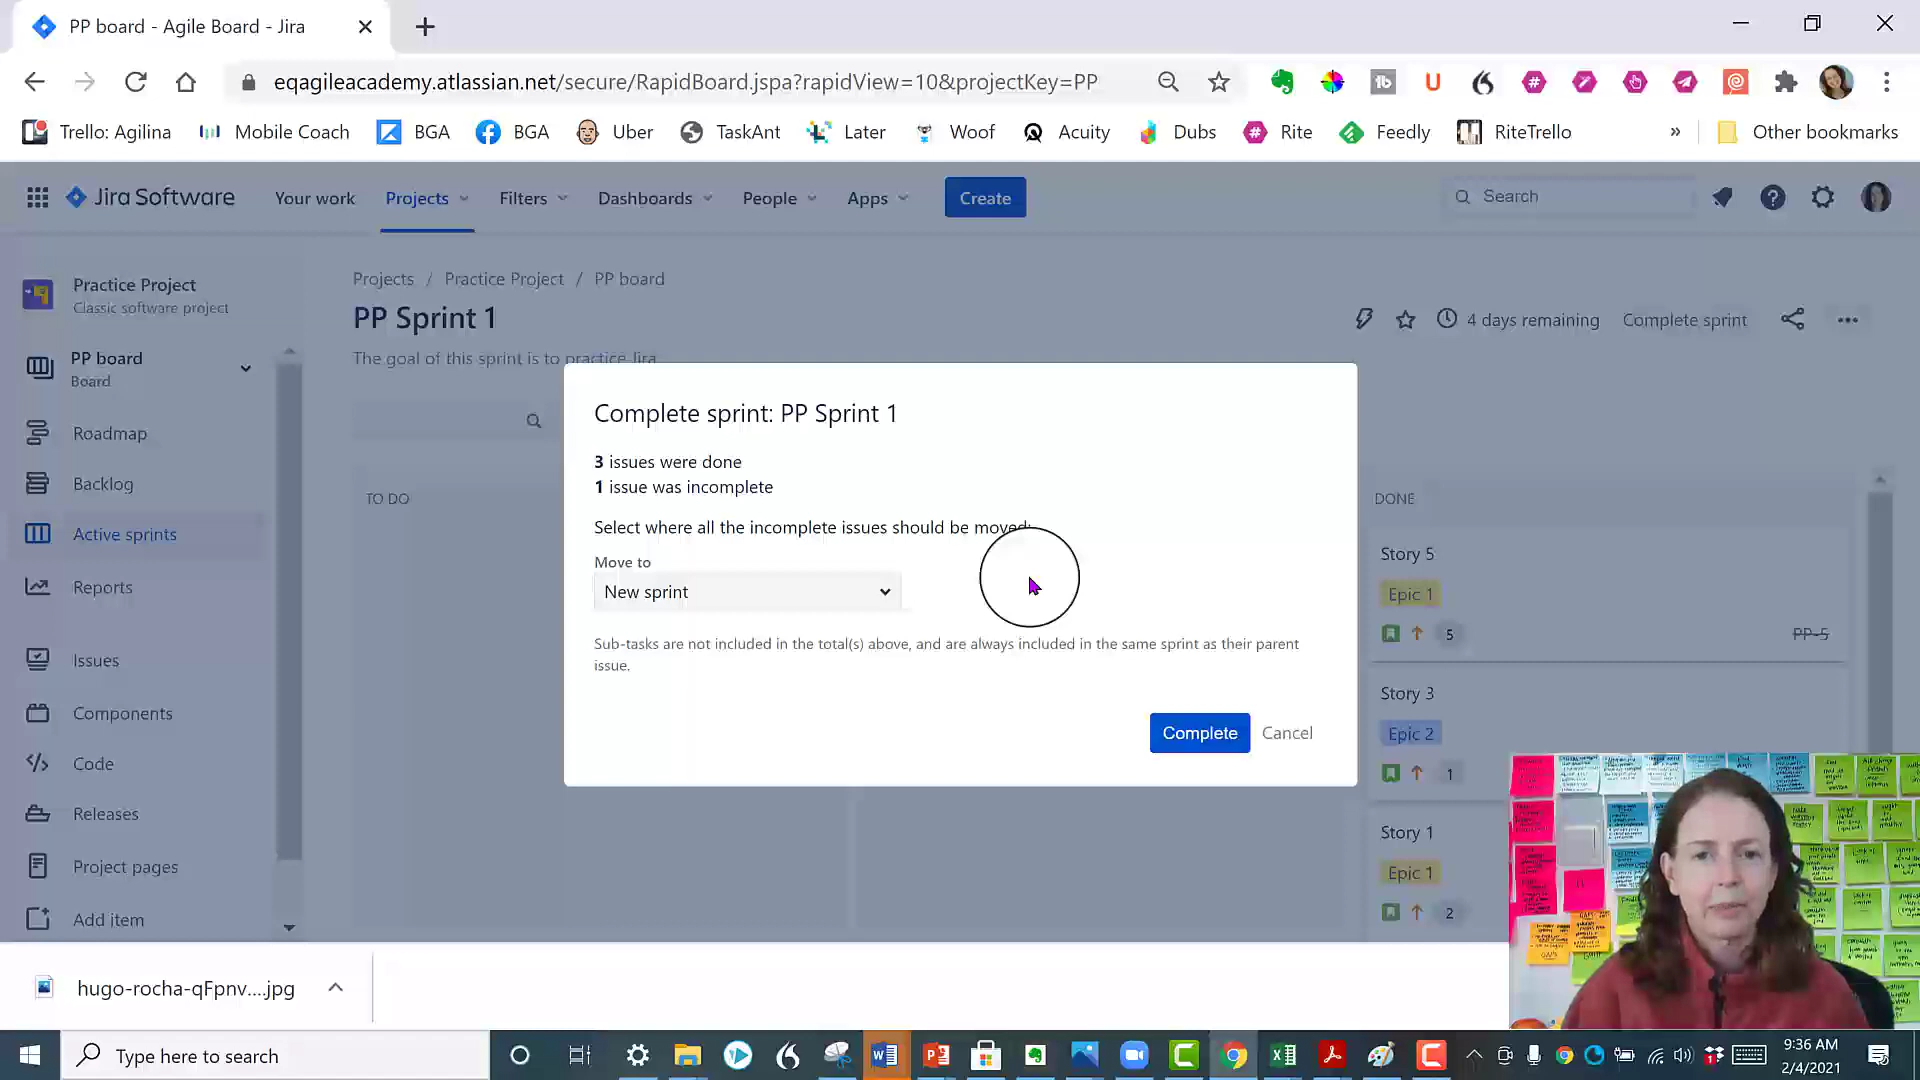 PP board - Agile Board - Jira
eqagileacademy.atlassian.net/secure/RapidBoard.jspa?rapidView=10&projectKey=PP
Trello: Agilina
Mobile Coach
BGA
BGA
Uber
TaskAnt
Later
Woof
Acuity
Dubs
Rite
Feedly
RiteTrello
»
Other bookmarks
Jira Software
Your work
Projects
Filters
Dashboards
People
Apps
Create
Search
Practice Project
Classic software project
PP board
Board
Roadmap
Backlog
Active sprints
Reports
Issues
Components
Code
Releases
Project pages
Add item
Projects / Practice Project / PP board
PP Sprint 1
4 days remaining
Complete sprint
The goal of this sprint is to practice Jira
TO DO
Complete sprint: PP Sprint 1
3 issues were done
1 issue was incomplete
Select where all the incomplete issues should be moved:
Move to
New sprint
Sub-tasks are not included in the total(s) above, and are always included in the same sprint as their parent
issue.
Complete
Cancel
DONE
Story 5
Epic 1
5
PP-5
Story 3
Epic 2
1
Story 1
Epic 1
2
hugo-rocha-qFpnv....jpg
Type here to search
9:36 AM
2/4/2021